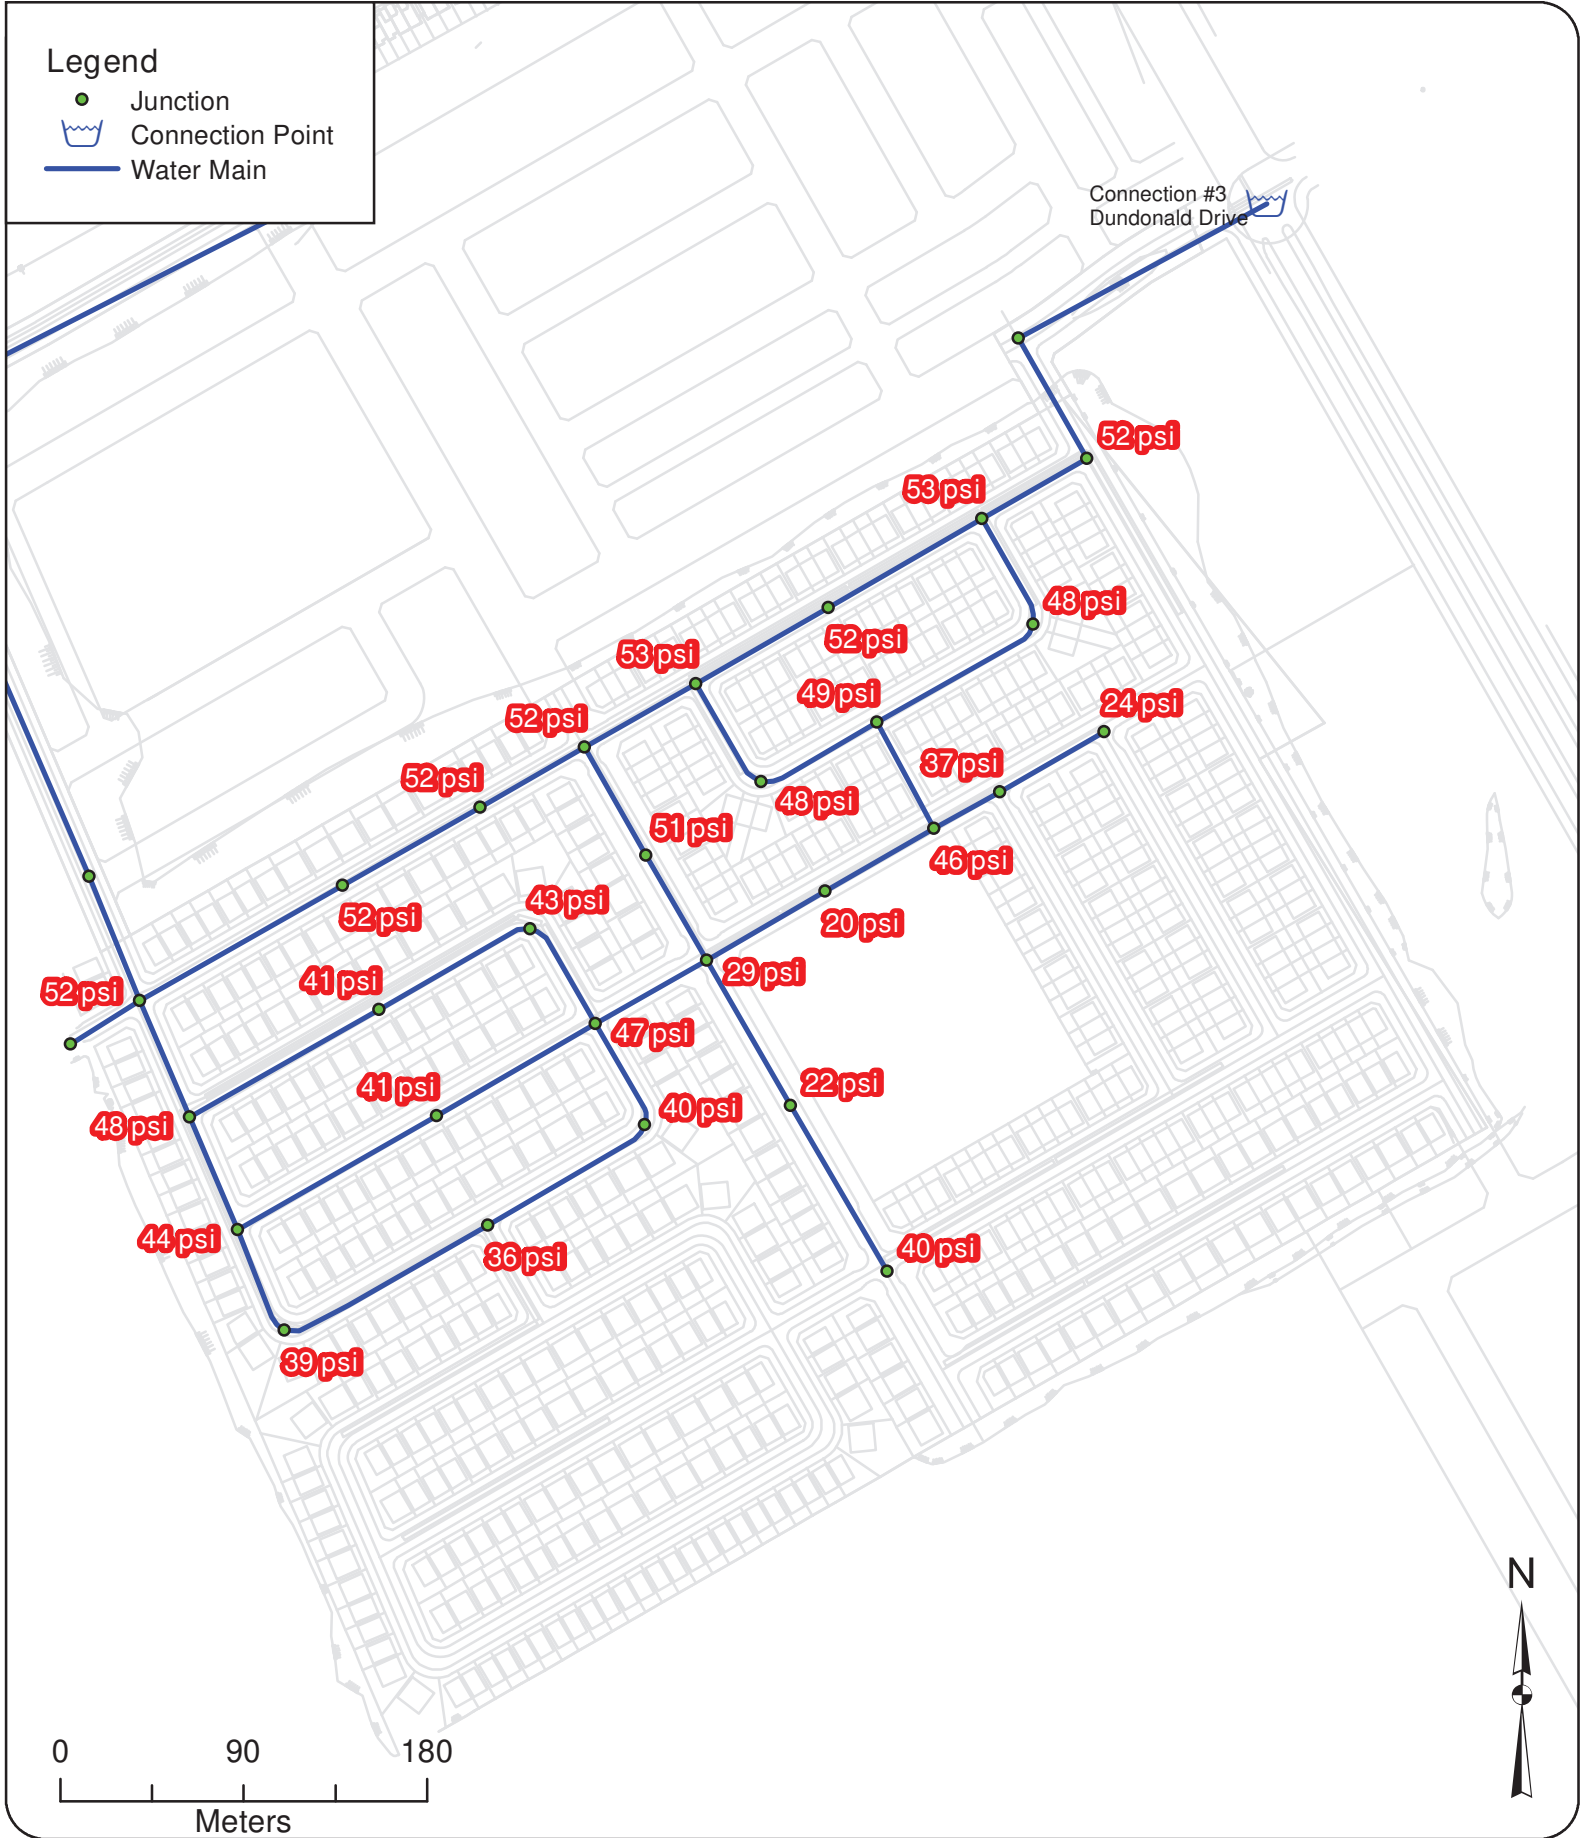 Legend
Junction
Connection Point
Water Main
Connection #3
Dundonald Drive
52 psi
53 psi
48 psi
52 psi
53 psi
49 psi
24 psi
52 psi
37 psi
52 psi
48 psi
51 psi
46 psi
43 psi
52 psi
20 psi
41 psi
29 psi
52 psi
47 psi
41 psi
22 psi
40 psi
48 psi
44 psi
40 psi
36 psi
39 psi
N
0 90 180
Meters